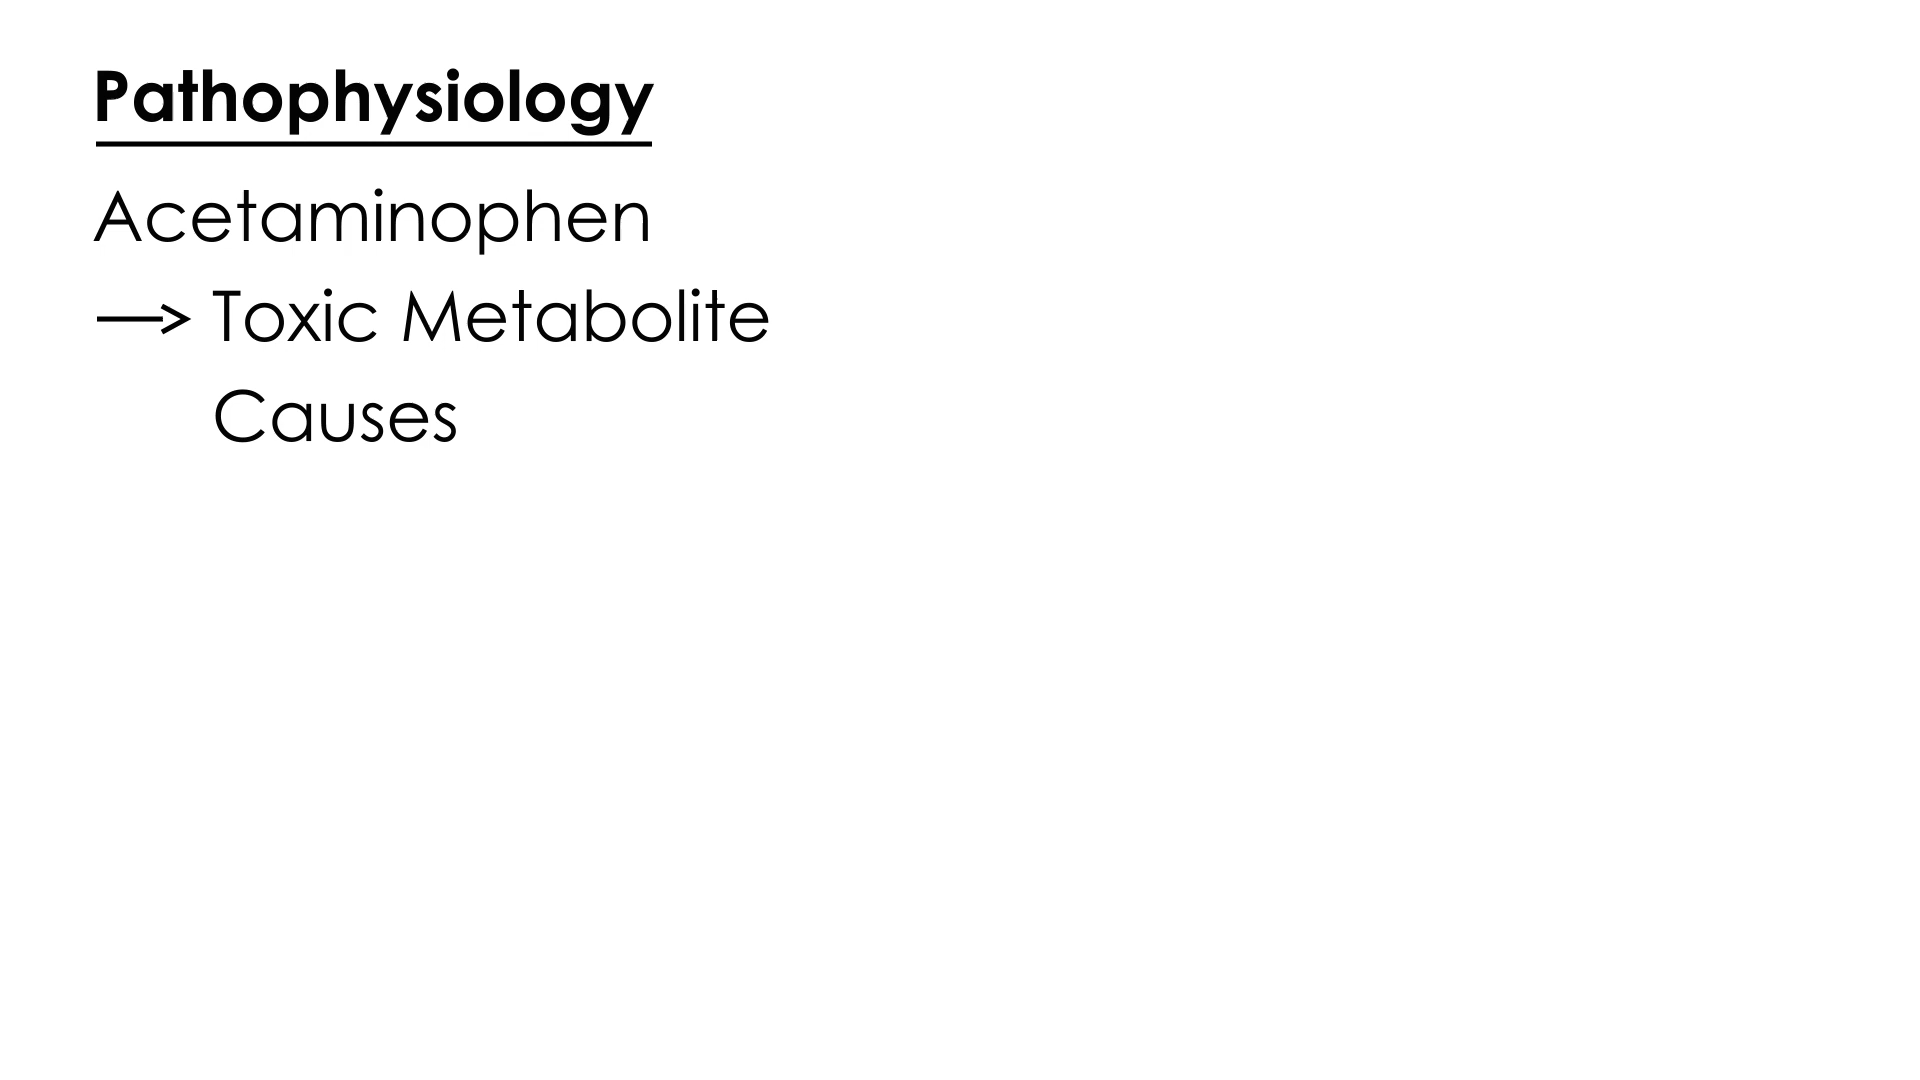 Pathophysiology
Acetaminophen
→ Toxic Metabolite
Causes